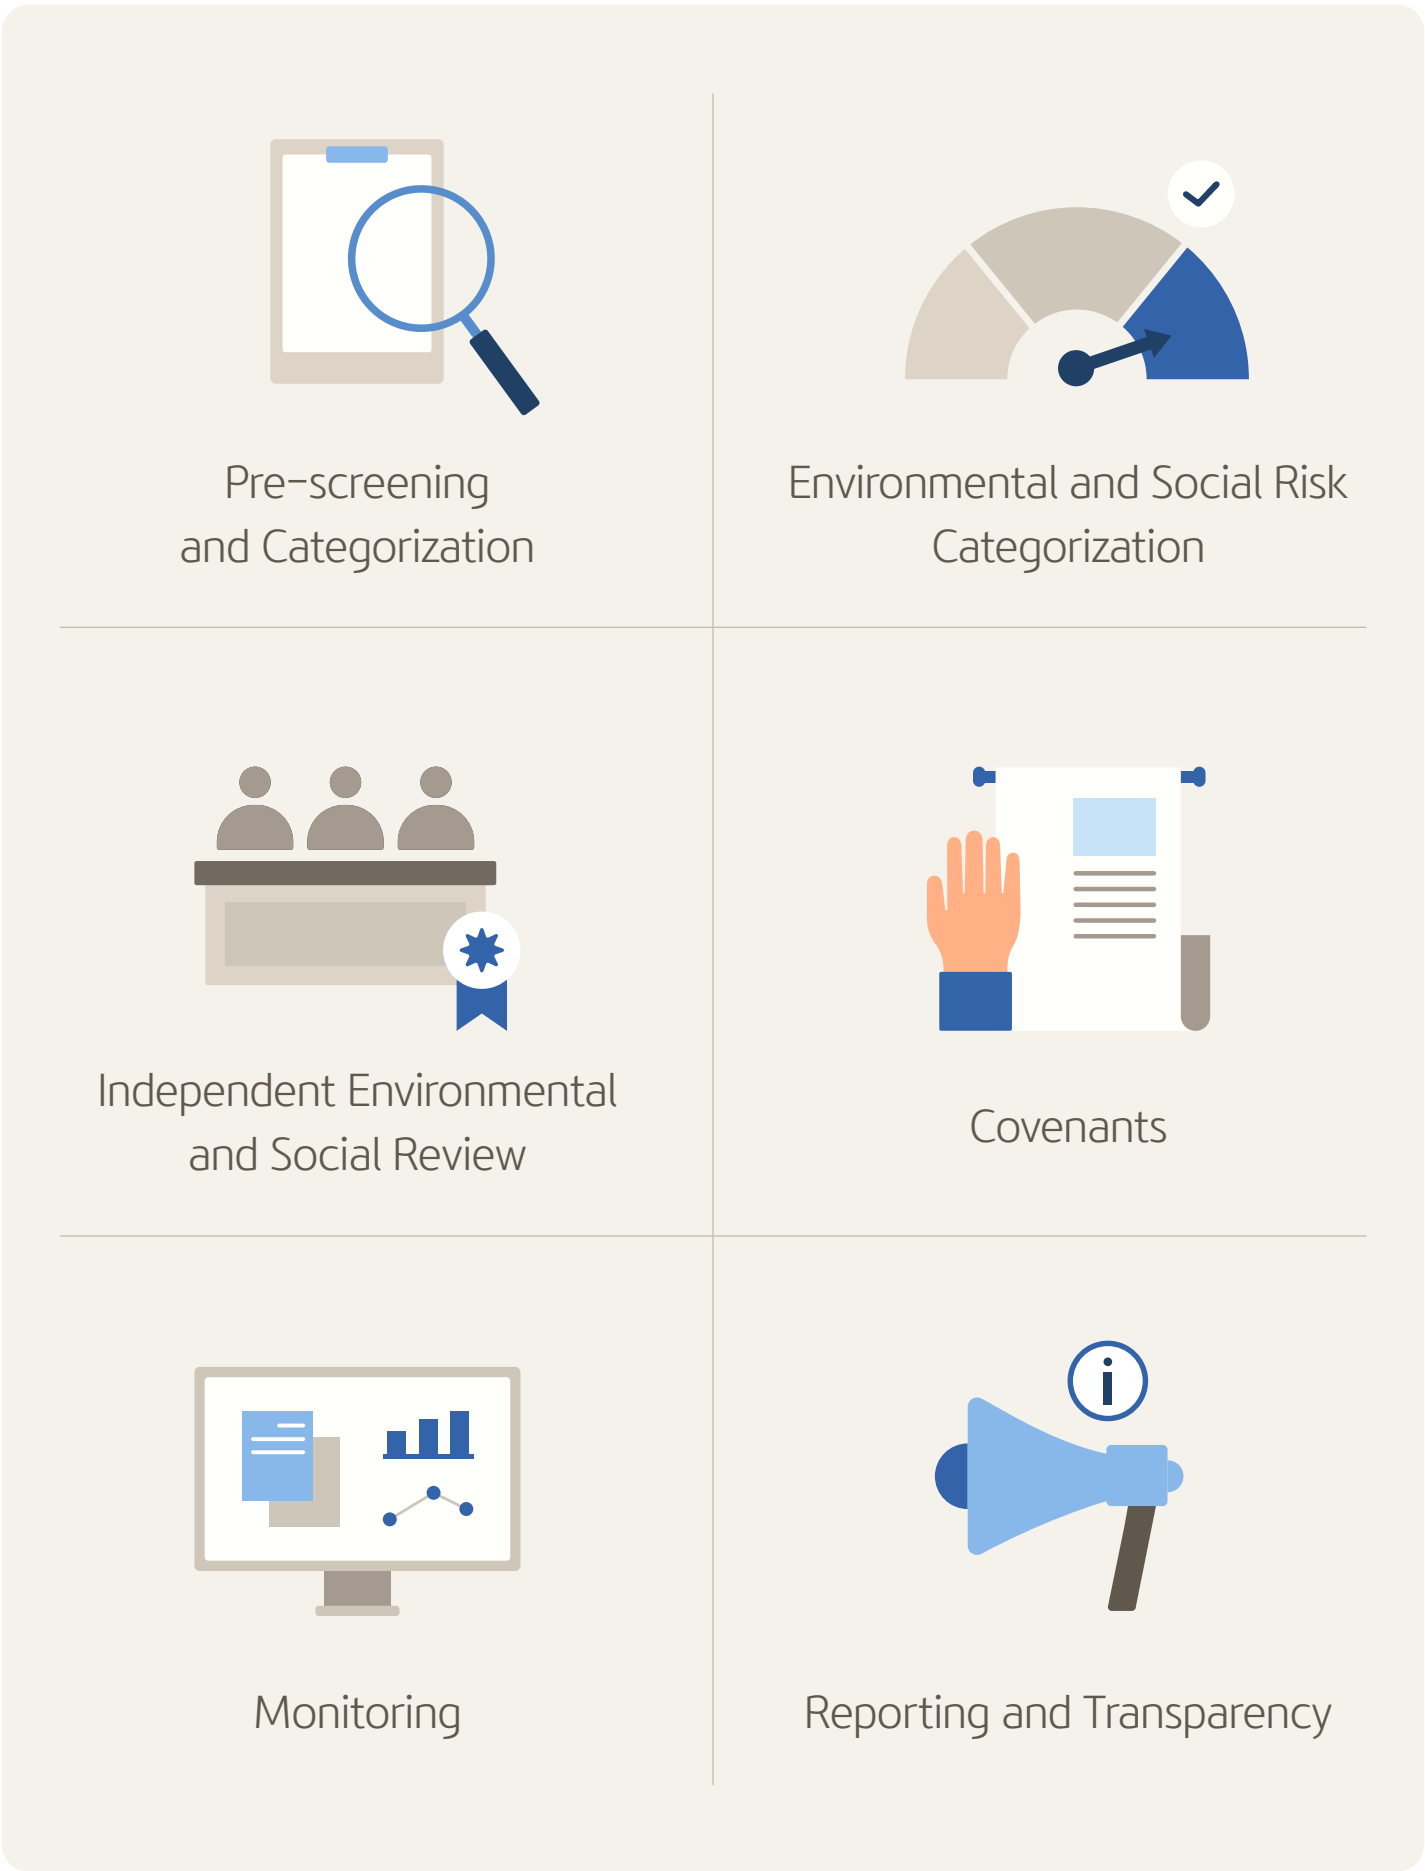 Pre-screening
and Categorization
Environmental and Social Risk
Categorization
Independent Environmental
and Social Review
Covenants
Monitoring
Reporting and Transparency